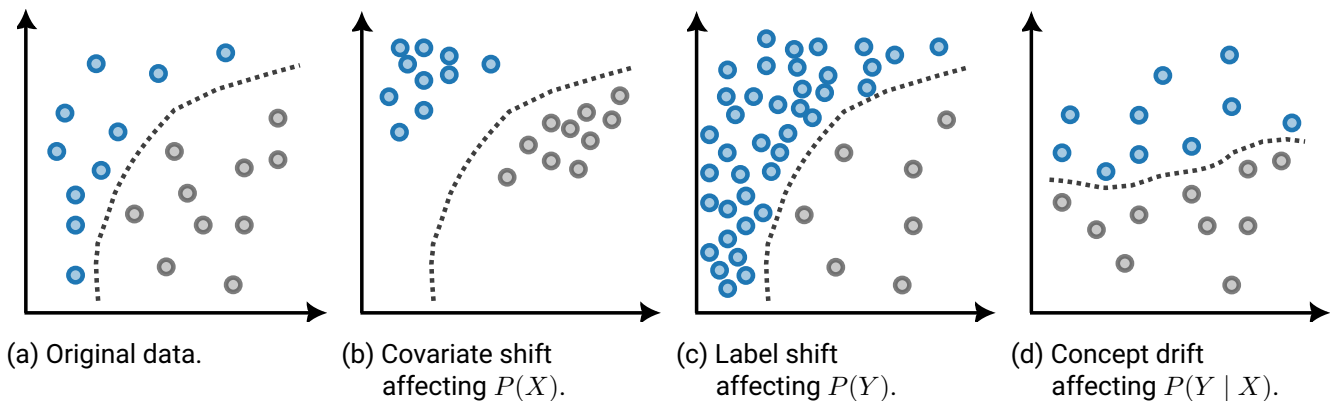 (a) Original data.
(b) Covariate shift
affecting P(X).
(c) Label shift
affecting P(Y).
(d) Concept drift
affecting P(Y | X).